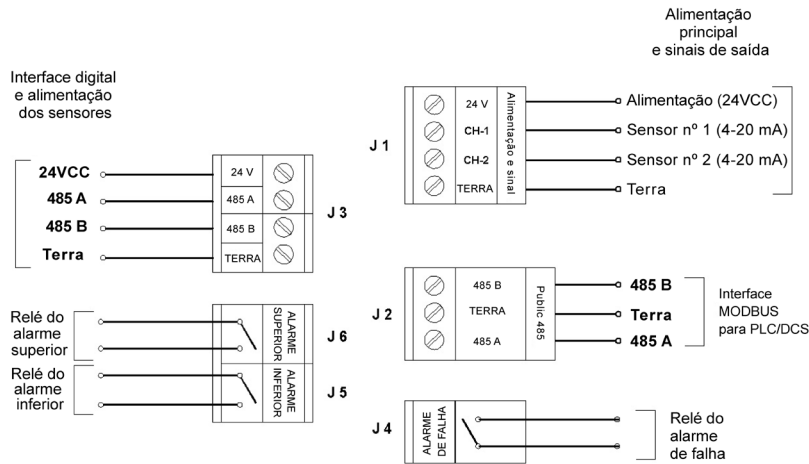 Alimentação
principal
e sinais de saída
Interface digital
e alimentação
dos sensores
24VCC
485 A
485 B
Terra
24 V
485 A
485 B
TERRA
J 3
J 1
24 V
CH-1
CH-2
TERRA
Alimentação e sinal
Alimentação (24VCC)
Sensor nº 1 (4-20 mA)
Sensor nº 2 (4-20 mA)
Terra
J 2
485 B
TERRA
485 A
Public 485
485 B
Terra
485 A
Interface
MODBUS
para PLC/DCS
Relé do
alarme
superior
ALARME
SUPERIOR
J 6
Relé do
alarme
inferior
ALARME
INFERIOR
J 5
J 4
ALARME
DE FALHA
Relé do
alarme
de falha